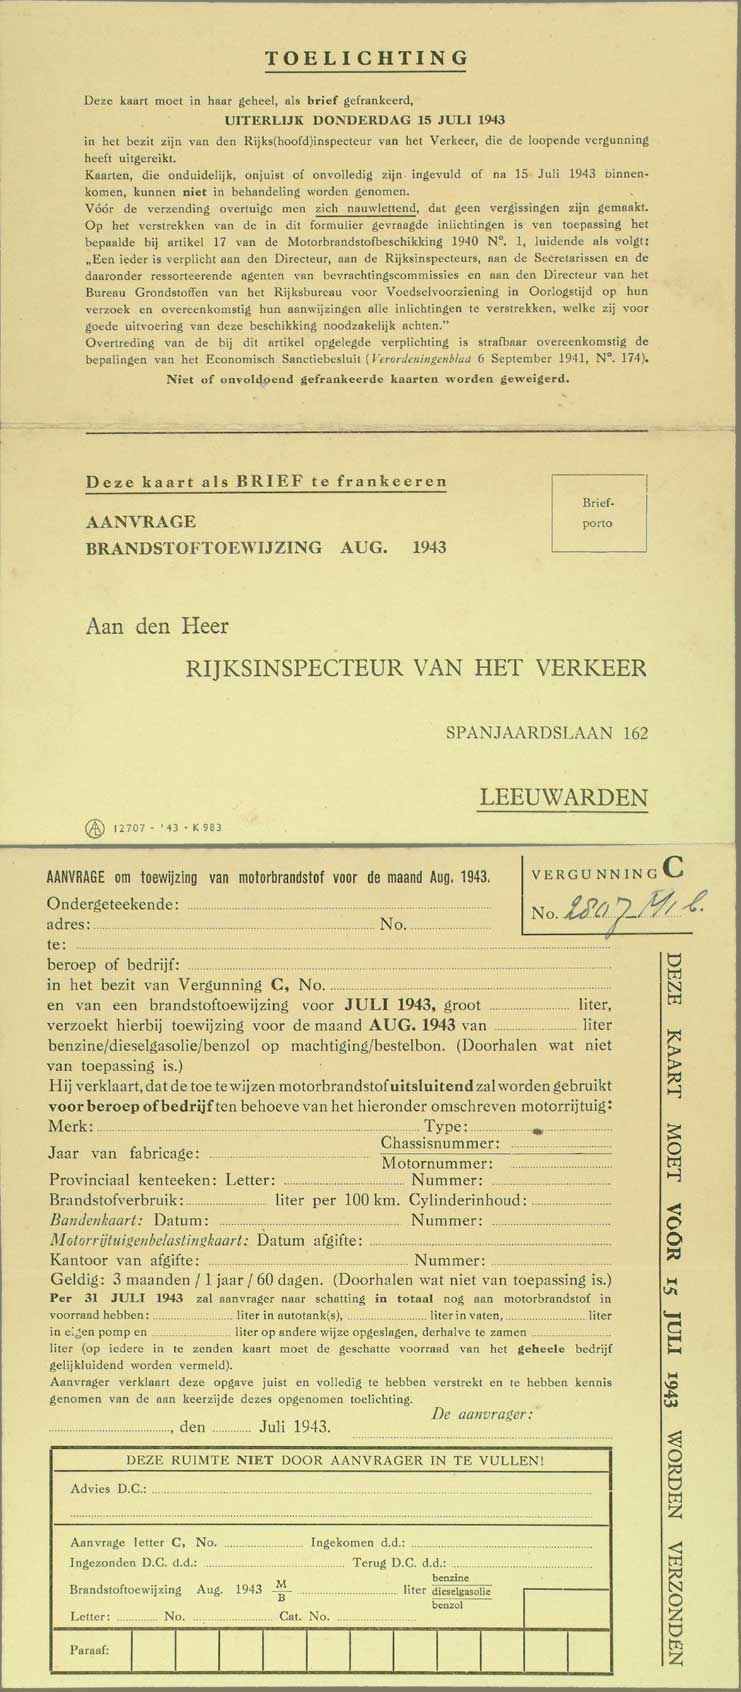 TOELICHTING
Deze kaart moet in haar geheel, als brief gefrankeerd,
UITERLIJK DONDERDAG 15 JULI 1943
in het bezit zijn van den Rijks(hoofd)inspecteur van het Verkeer, die de loopende vergunning
heeft uitgereikt.
Kaarten, die onduidelijk, onjuist of onvolledig zijn ingevuld of na 15 Juli 1943 binnen-
komen, kunnen niet in behandeling worden genomen.
Vóór de verzending overtuige men zich nauwlettend, dat geen vergissingen zijn gemaakt.
Op het verstrekken van de in dit formulier gevraagde inlichtingen is van toepassing het
bepaalde bij artikel 17 van de Motorbrandstofbeschikking 1940 N°. 1, luidende als volgt:
„Een ieder is verplicht aan den Directeur, aan de Rijksinspecteurs, aan de Secretarissen en de
daaronder ressorteerende agenten van bevrachtingscommissies en aan den Directeur van het
Bureau Grondstoffen van het Rijksbureau voor Voedselvoorziening in Oorlogstijd op hun
verzoek en overeenkomstig hun aanwijzingen alle inlichtingen te verstrekken, welke zij voor
goede uitvoering van deze beschikking noodzakelijk achten.”
Overtreding van de bij dit artikel opgelegde verplichting is strafbaar overeenkomstig de
bepalingen van het Economisch Sanctiebesluit (Verordeningenblad 6 September 1941, N°. 174).
Niet of onvoldoend gefrankeerde kaarten worden geweigerd.
Deze kaart als BRIEF te frankeeren
Brief-
porto
AANVRAGE
BRANDSTOFTOEWIJZING AUG. 1943
Aan den Heer
RIJKSINSPECTEUR VAN HET VERKEER
SPANJAARDSLAAN 162
LEEUWARDEN
12707 - '43 - K 983
AANVRAGE om toewijzing van motorbrandstof voor de maand Aug. 1943.
VERGUNNING C
No. 2807
Ondergeteekende:
adres: No.
te:
beroep of bedrijf:
in het bezit van Vergunning C, No.
en van een brandstoftoewijzing voor JULI 1943, groot liter,
verzoekt hierbij toewijzing voor de maand AUG. 1943 van liter
benzine/dieselgasolie/benzol op machtiging/bestelbon. (Doorhalen wat niet
van toepassing is.)
Hij verklaart, dat de toe te wijzen motorbrandstof uitsluitend zal worden gebruikt
voor beroep of bedrijf ten behoeve van het hieronder omschreven motorrijtuig:
Merk: Type:
Jaar van fabricage: Chassisnummer:
Motornummer:
Provinciaal kenteeken: Letter: Nummer:
Brandstofverbruik: liter per 100 km. Cylinderinhoud:
Bandenkaart: Datum: Nummer:
Motorrijtuigenbelastingkaart: Datum afgifte:
Kantoor van afgifte: Nummer:
Geldig: 3 maanden / 1 jaar / 60 dagen. (Doorhalen wat niet van toepassing is.)
Per 31 JULI 1943 zal aanvrager naar schatting in totaal nog aan motorbrandstof in
voorraad hebben: liter in autotank(s), liter in vaten, liter
in eigen pomp en liter op andere wijze opgeslagen, derhalve te zamen
liter (op iedere in te zenden kaart moet de geschatte voorraad van het geheele bedrijf
gelijkluidend worden vermeld).
Aanvrager verklaart deze opgave juist en volledig te hebben verstrekt en te hebben kennis
genomen van de aan keerzijde dezes opgenomen toelichting.
De aanvrager:
, den Juli 1943.
DEZE KAART MOET VOOR 15 JULI 1943 WORDEN VERZONDEN
DEZE RUIMTE NIET DOOR AANVRAGER IN TE VULLEN!
Advies D.C.:
Aanvrage letter C, No. Ingekomen d.d.:
Ingezonden D.C. d.d.: Terug D.C. d.d.:
Brandstoftoewijzing Aug. 1943 M/B liter benzine
dieselgasolie
benzol
Letter: No. Cat. No.
Paraaf: